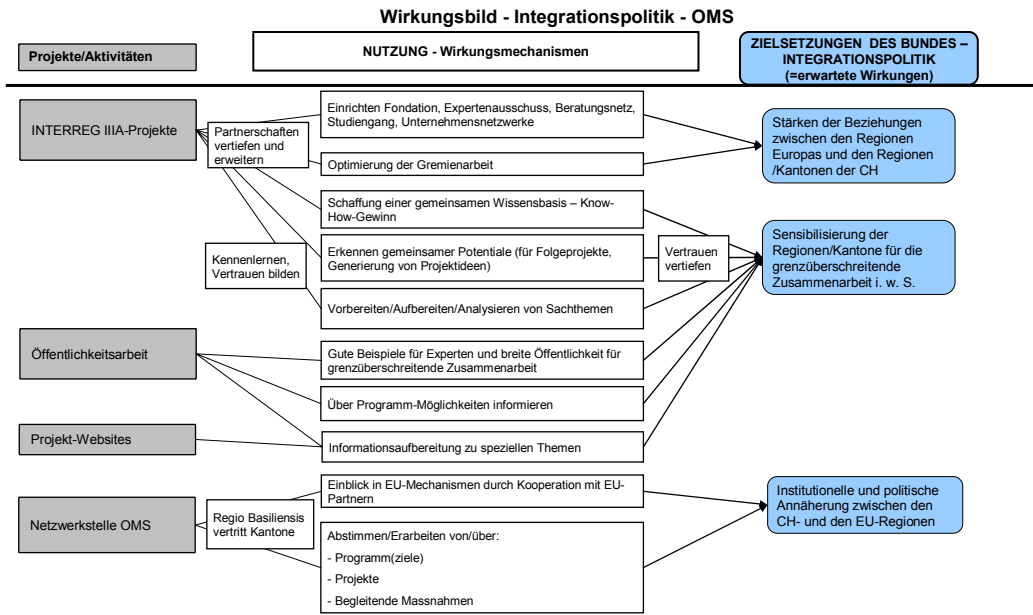 Wirkungsbild - Integrationspolitik - OMS
Projekte/Aktivitäten
NUTZUNG - Wirkungsmechanismen
ZIELSETZUNGEN DES BUNDES –
INTEGRATIONSPOLITIK
(=erwartete Wirkungen)
INTERREG IIIA-Projekte
Partnerschaften
vertiefen und
erweitern
Einrichten Fondation, Expertenausschuss, Beratungsnetz,
Studiengang, Unternehmensnetzwerke
Optimierung der Gremienarbeit
Stärken der Beziehungen
zwischen den Regionen
Europas und den Regionen
/Kantonen der CH
Schaffung einer gemeinsamen Wissensbasis – Know-
How-Gewinn
Kennenlernen,
Vertrauen bilden
Erkennen gemeinsamer Potentiale (für Folgeprojekte,
Generierung von Projektideen)
Vertrauen
vertiefen
Sensibilisierung der
Regionen/Kantone für die
grenzüberschreitende
Zusammenarbeit i. w. S.
Vorbereiten/Aufbereiten/Analysieren von Sachthemen
Öffentlichkeitsarbeit
Gute Beispiele für Experten und breite Öffentlichkeit für
grenzüberschreitende Zusammenarbeit
Über Programm-Möglichkeiten informieren
Projekt-Websites
Informationsaufbereitung zu speziellen Themen
Netzwerkstelle OMS
Regio Basiliensis
vertritt Kantone
Einblick in EU-Mechanismen durch Kooperation mit EU-
Partnern
Abstimmen/Erarbeiten von/über:
- Programm(ziele)
- Projekte
- Begleitende Massnahmen
Institutionelle und politische
Annäherung zwischen den
CH- und den EU-Regionen